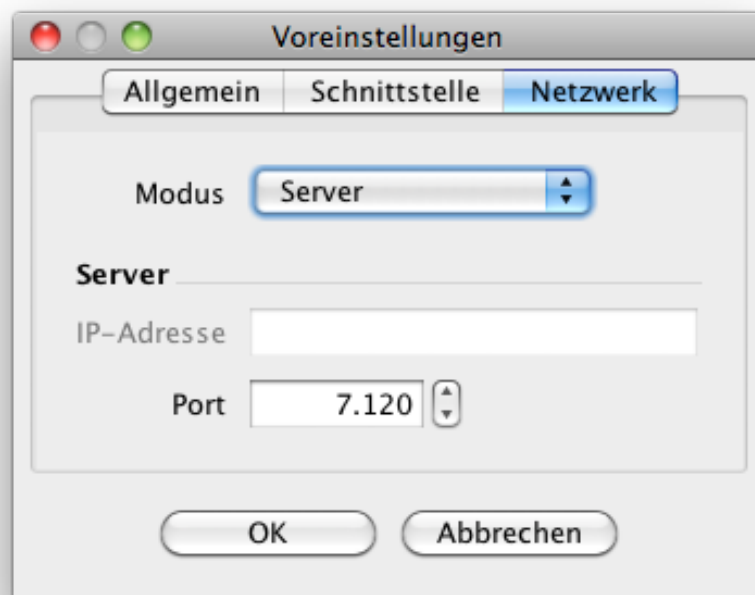 Voreinstellungen
Allgemein Schnittstelle Netzwerk
Modus Server
Server
IP-Adresse
Port 7.120
OK Abbrechen